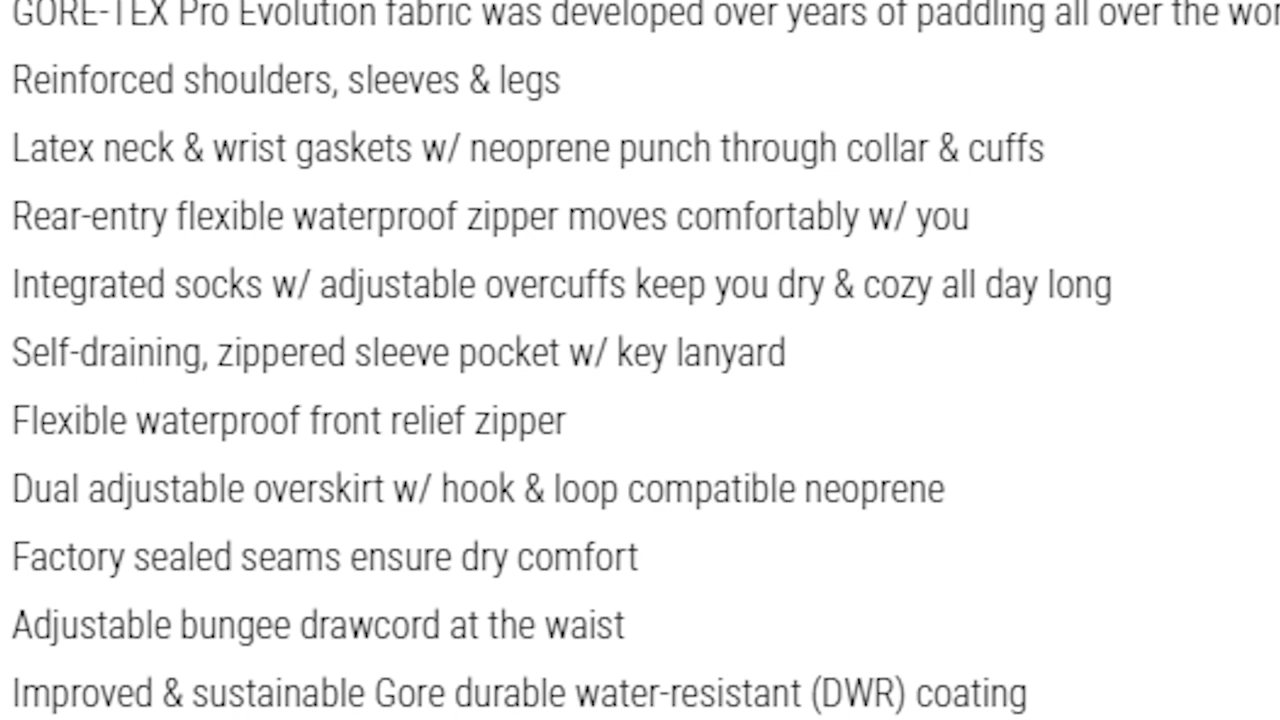 GORE-TEX Pro Evolution fabric was developed over years of paddling all over the
Reinforced shoulders, sleeves & legs
Latex neck & wrist gaskets w/ neoprene punch through collar & cuffs
Rear-entry flexible waterproof zipper moves comfortably w/ you
Integrated socks w/ adjustable overcuffs keep you dry & cozy all day long
Self-draining, zippered sleeve pocket w/ key lanyard
Flexible waterproof front relief zipper
Dual adjustable overskirt w/ hook & loop compatible neoprene
Factory sealed seams ensure dry comfort
Adjustable bungee drawcord at the waist
Improved & sustainable Gore durable water-resistant (DWR) coating